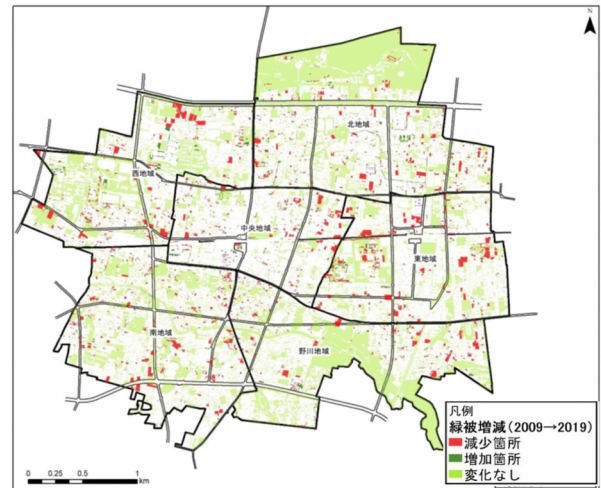 N
北地域
西地域
中央地域
東地域
南地域
野川地域
凡例
緑被増減(2009→2019)
減少箇所
増加箇所
変化なし
0 0.25 0.5 1
km